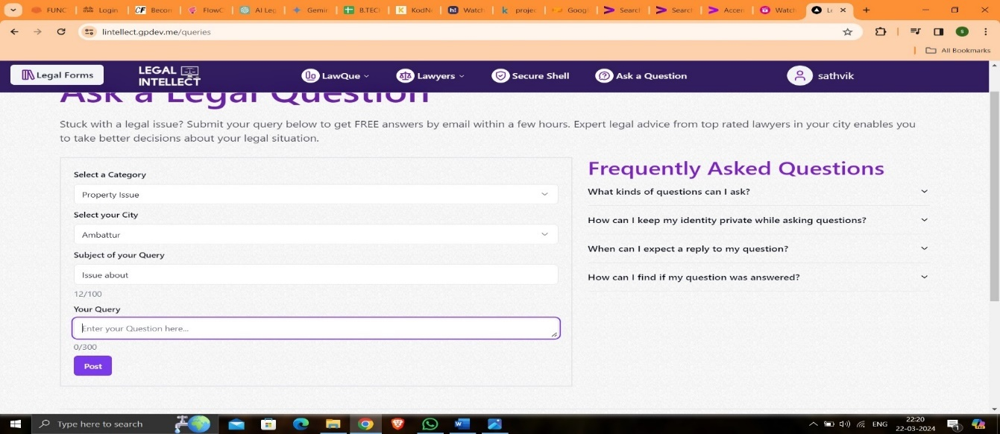 FUNC
Login
Becom
FlowC
AI Leg
Gemir
B.TECH
KodNe
Watch
projec
Googl
Searcl
Searcl
Accen
Watch
lintellect.gpdev.me/queries
All Bookmarks
Legal Forms
LEGAL
INTELLECT
LawQue
Lawyers
Secure Shell
Ask a Question
sathvik
Ask a Legal Question
Stuck with a legal issue? Submit your query below to get FREE answers by email within a few hours. Expert legal advice from top rated lawyers in your city enables you
to take better decisions about your legal situation.
Select a Category
Property Issue
Select your City
Ambattur
Subject of your Query
Issue about
12/100
Your Query
Enter your Question here...
0/300
Post
Frequently Asked Questions
What kinds of questions can I ask?
How can I keep my identity private while asking questions?
When can I expect a reply to my question?
How can I find if my question was answered?
Type here to search
ENG
22:20
22-03-2024